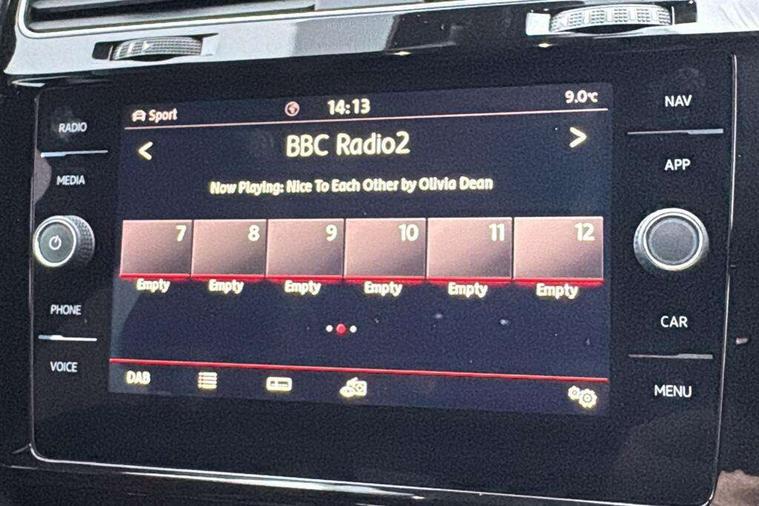 Sport
14:13
9.0°C
BBC Radio2
Now Playing: Nice To Each Other by Olivia Dean
7 8 9 10 11 12
Empty Empty Empty Empty Empty Empty
DAB
RADIO
MEDIA
PHONE
VOICE
NAV
APP
CAR
MENU